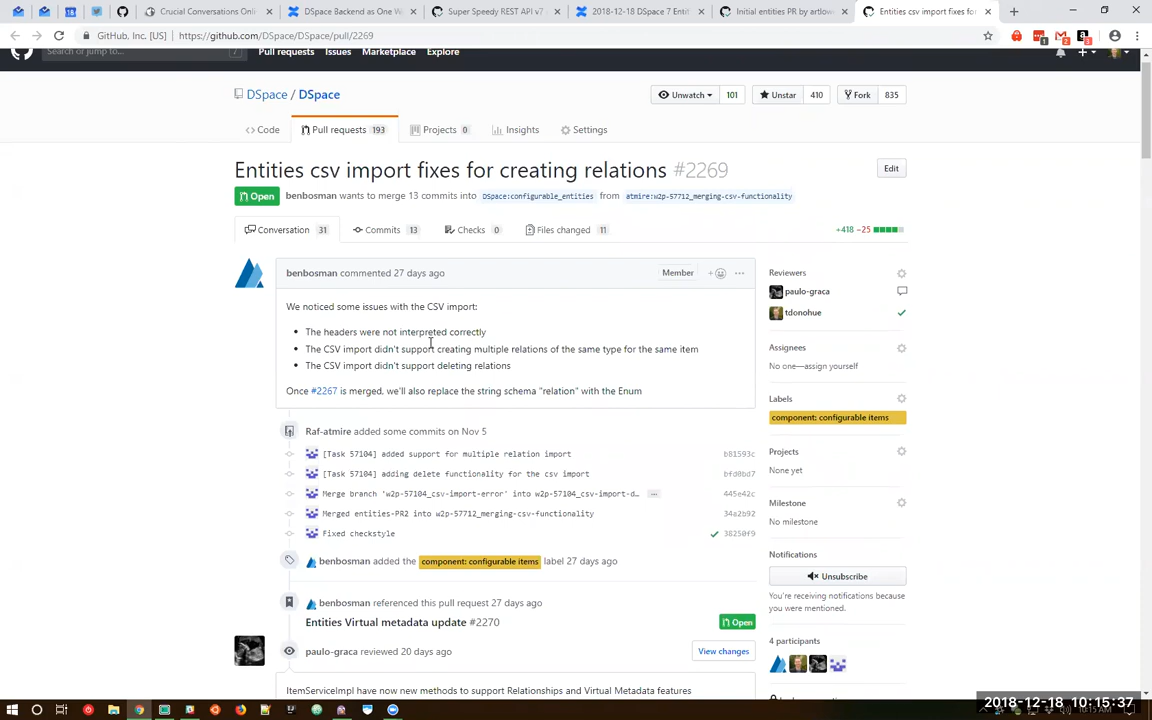 Crucial Conversations Onli
DSpace Backend as One W
Super Speedy REST API v7
2018-12-18 DSpace 7 Entit
Initial entities PR by artlow
Entities csv import fixes for
GitHub, Inc. [US] | https://github.com/DSpace/DSpace/pull/2269
Search or jump to...
Pull requests Issues Marketplace Explore
DSpace / DSpace
Unwatch 101 Unstar 410 Fork 835
Code Pull requests 193 Projects 0 Insights Settings
Entities csv import fixes for creating relations #2269
Edit
Open benbosman wants to merge 13 commits into DSpace:configurable_entities from atmire:w2p-57712_merging-csv-functionality
Conversation 31 Commits 13 Checks 0 Files changed 11 +418 −25
benbosman commented 27 days ago Member
We noticed some issues with the CSV import:
• The headers were not interpreted correctly
• The CSV import didn't support creating multiple relations of the same type for the same item
• The CSV import didn't support deleting relations
Once #2267 is merged, we'll also replace the string schema "relation" with the Enum
Raf-atmire added some commits on Nov 5
[Task 57104] added support for multiple relation import b81593c
[Task 57104] adding delete functionality for the csv import bfd0bd7
Merge branch 'w2p-57104_csv-import-error' into w2p-57104_csv-import-d… 445e42c
Merged entities-PR2 into w2p-57712_merging-csv-functionality 34e2b92
Fixed checkstyle 38250f9
benbosman added the component: configurable items label 27 days ago
benbosman referenced this pull request 27 days ago
Entities Virtual metadata update #2270 Open
paulo-graca reviewed 20 days ago View changes
ItemServiceImpl have now new methods to support Relationships and Virtual Metadata features
Reviewers
paulo-graca
tdonohue
Assignees
No one—assign yourself
Labels
component: configurable items
Projects
None yet
Milestone
No milestone
Notifications
Unsubscribe
You're receiving notifications because
you were mentioned.
4 participants
2018-12-18 10:15:37